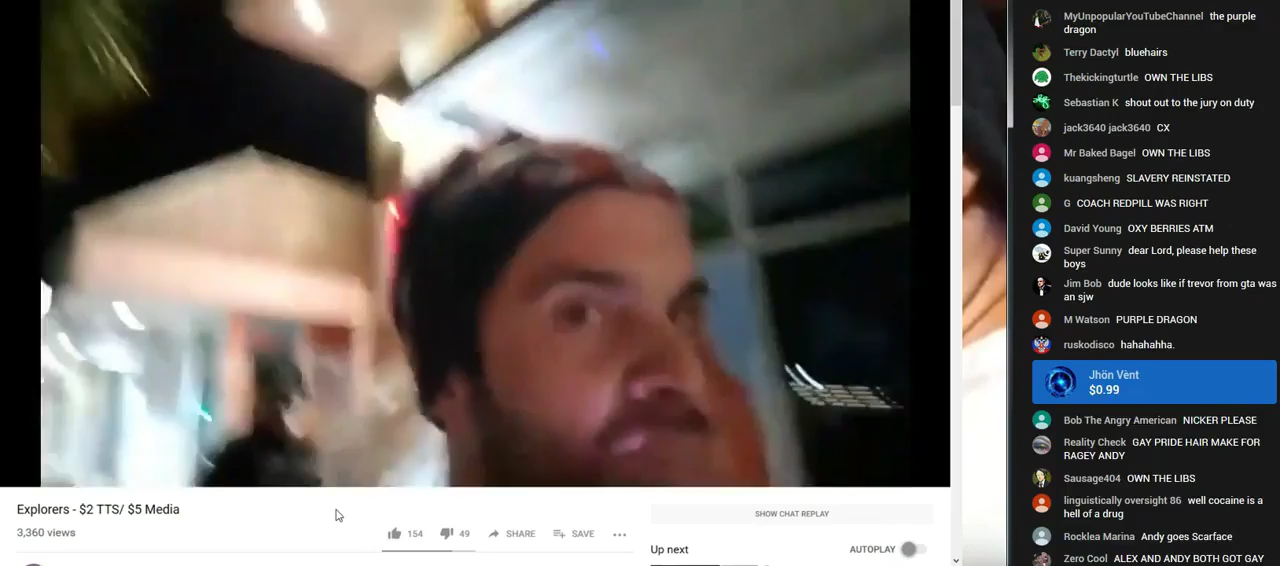 Explorers - $2 TTS/ $5 Media
3,360 views
154
49
SHARE
SAVE
SHOW CHAT REPLAY
Up next
AUTOPLAY
MyUnpopularYouTubeChannel the purple
dragon
Terry Dactyl bluehairs
Thekickingturtle OWN THE LIBS
Sebastian K shout out to the jury on duty
jack3640 jack3640 CX
Mr Baked Bagel OWN THE LIBS
kuangsheng SLAVERY REINSTATED
G COACH REDPILL WAS RIGHT
David Young OXY BERRIES ATM
Super Sunny dear Lord, please help these
boys
Jim Bob dude looks like if trevor from gta was
an sjw
M Watson PURPLE DRAGON
ruskodisco hahahahha.
Jhön Vènt
$0.99
Bob The Angry American NICKER PLEASE
Reality Check GAY PRIDE HAIR MAKE FOR
RAGEY ANDY
Sausage404 OWN THE LIBS
linguistically oversight 86 well cocaine is a
hell of a drug
Rocklea Marina Andy goes Scarface
Zero Cool ALEX AND ANDY BOTH GOT GAY